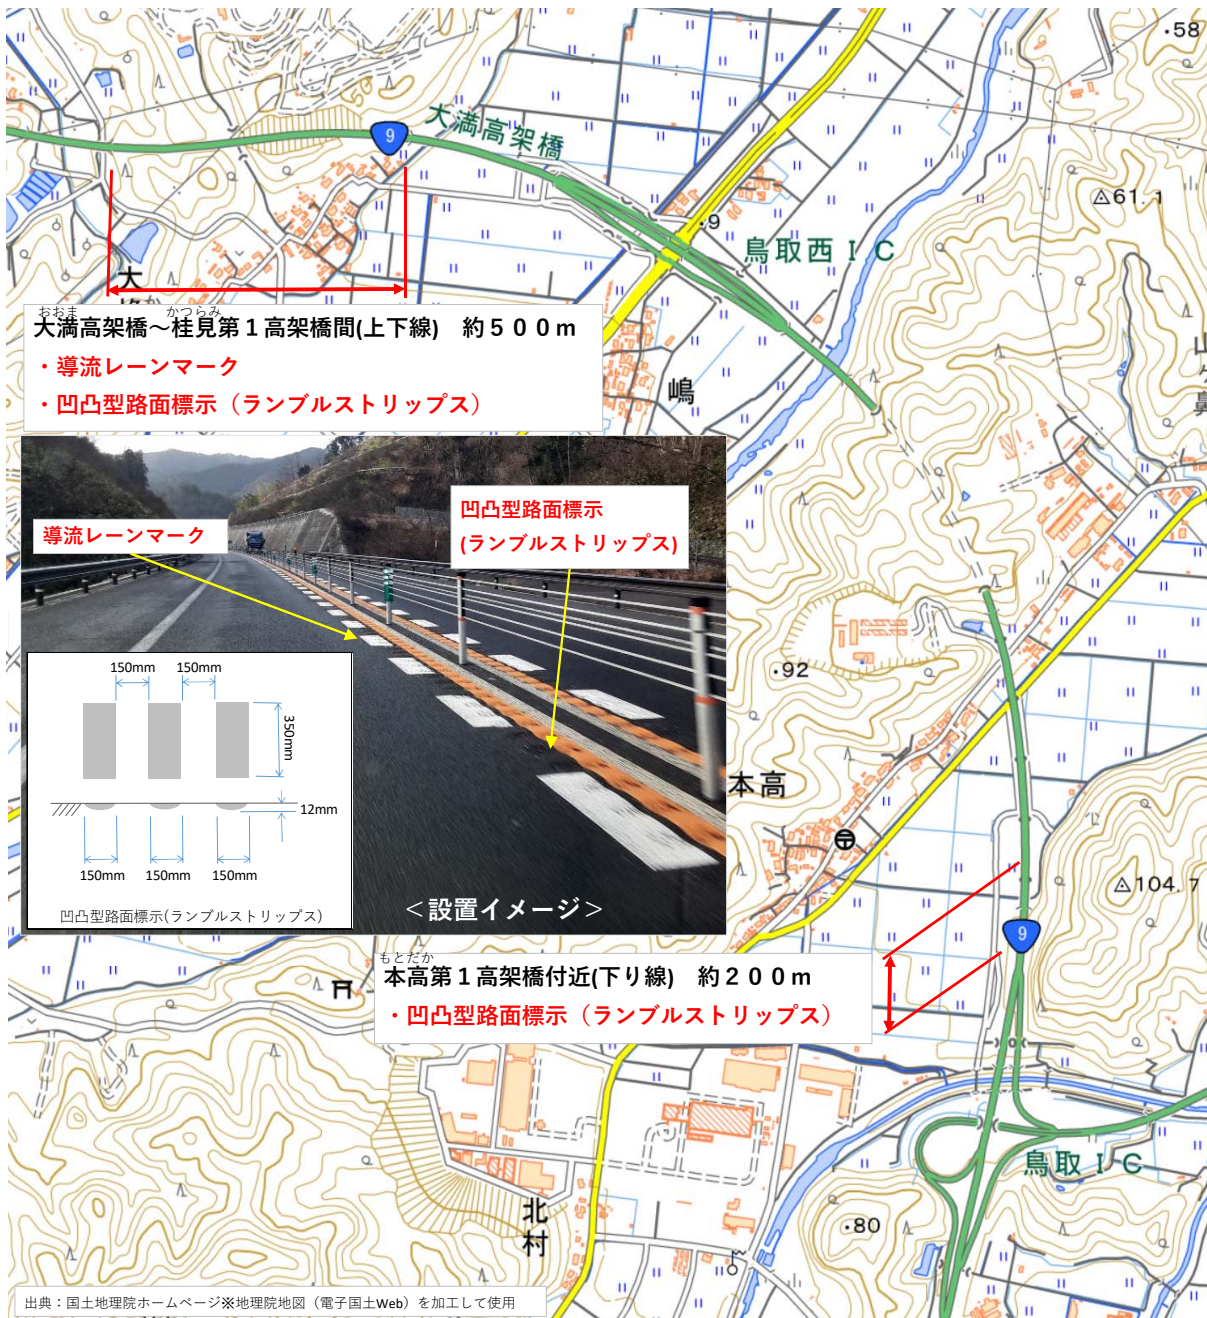 ・58
9
大満高架橋
△61.1
・9
鳥取西ＩＣ
大
おおま かつらみ
大満高架橋～桂見第１高架橋間(上下線)　約５００ｍ
・導流レーンマーク
・凹凸型路面標示（ランブルストリップス）
嶋
山
鼻
凹凸型路面標示
(ランブルストリップス)
導流レーンマーク
150mm 150mm
350mm
12mm
150mm 150mm 150mm
凹凸型路面標示(ランブルストリップス)
＜設置イメージ＞
・92
本高
△104.7
9
もとだか
本高第１高架橋付近(下り線)　約２００ｍ
・凹凸型路面標示（ランブルストリップス）
鳥取ＩＣ
北村
・80
出典：国土地理院ホームページ※地理院地図（電子国土Web）を加工して使用